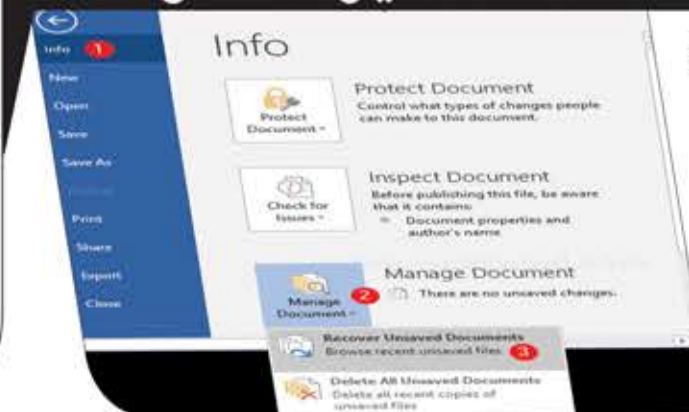 Info
1
New
Open
Save
Save As
Print
Share
Export
Close
Info
Protect
Document
Protect Document
Control what types of changes people
can make to this document.
Check for
Issues
Inspect Document
Before publishing this file, be aware
that it contains:
Document properties and
author's name
Manage
Document
2
Manage Document
There are no unsaved changes.
Recover Unsaved Documents
Browse recent unsaved files
3
Delete All Unsaved Documents
Delete all recent copies of
unsaved files